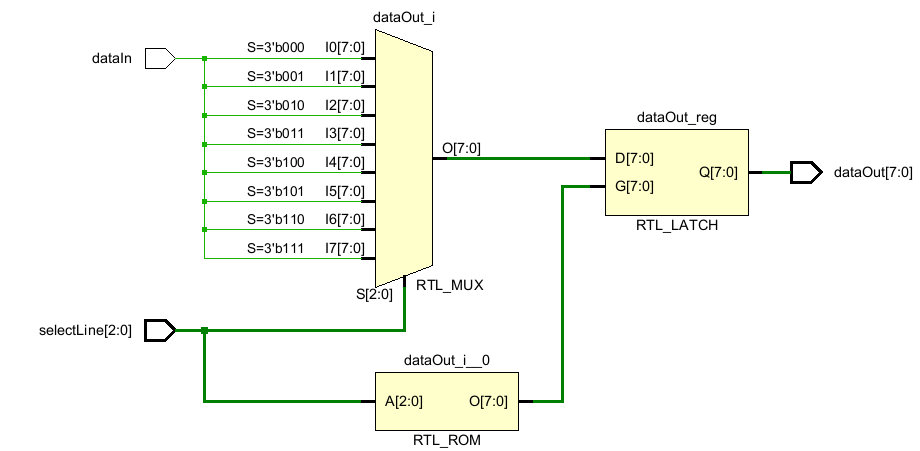 dataOut_i
dataIn
S=3'b000 I0[7:0]
S=3'b001 I1[7:0]
S=3'b010 I2[7:0]
S=3'b011 I3[7:0]
S=3'b100 I4[7:0]
S=3'b101 I5[7:0]
S=3'b110 I6[7:0]
S=3'b111 I7[7:0]
O[7:0]
S[2:0]
RTL_MUX
dataOut_reg
D[7:0]
G[7:0]
Q[7:0]
RTL_LATCH
dataOut[7:0]
selectLine[2:0]
dataOut_i__0
A[2:0] O[7:0]
RTL_ROM